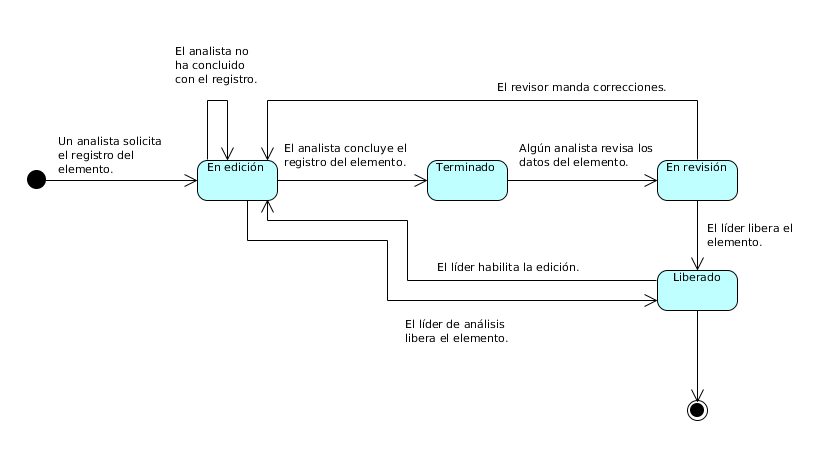 El analista no
ha concluido
con el registro.
El revisor manda correcciones.
Un analista solicita
el registro del
elemento.
El analista concluye el
registro del elemento.
Algún analista revisa los
datos del elemento.
En edición
Terminado
En revisión
El líder libera el
elemento.
El líder habilita la edición.
Liberado
El líder de análisis
libera el elemento.